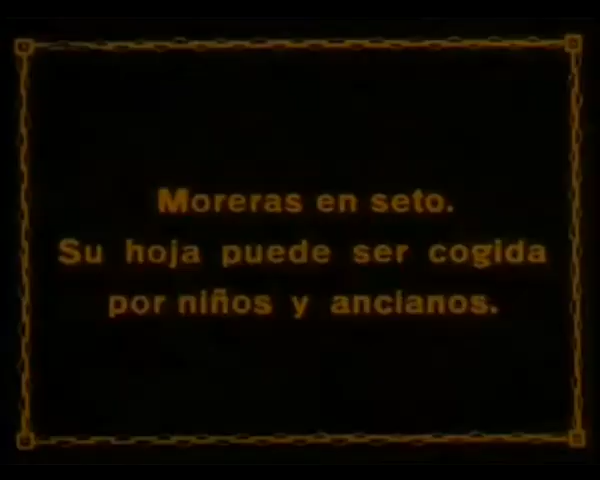 Moreras en seto.
Su hoja puede ser cogida
por niños y ancianos.